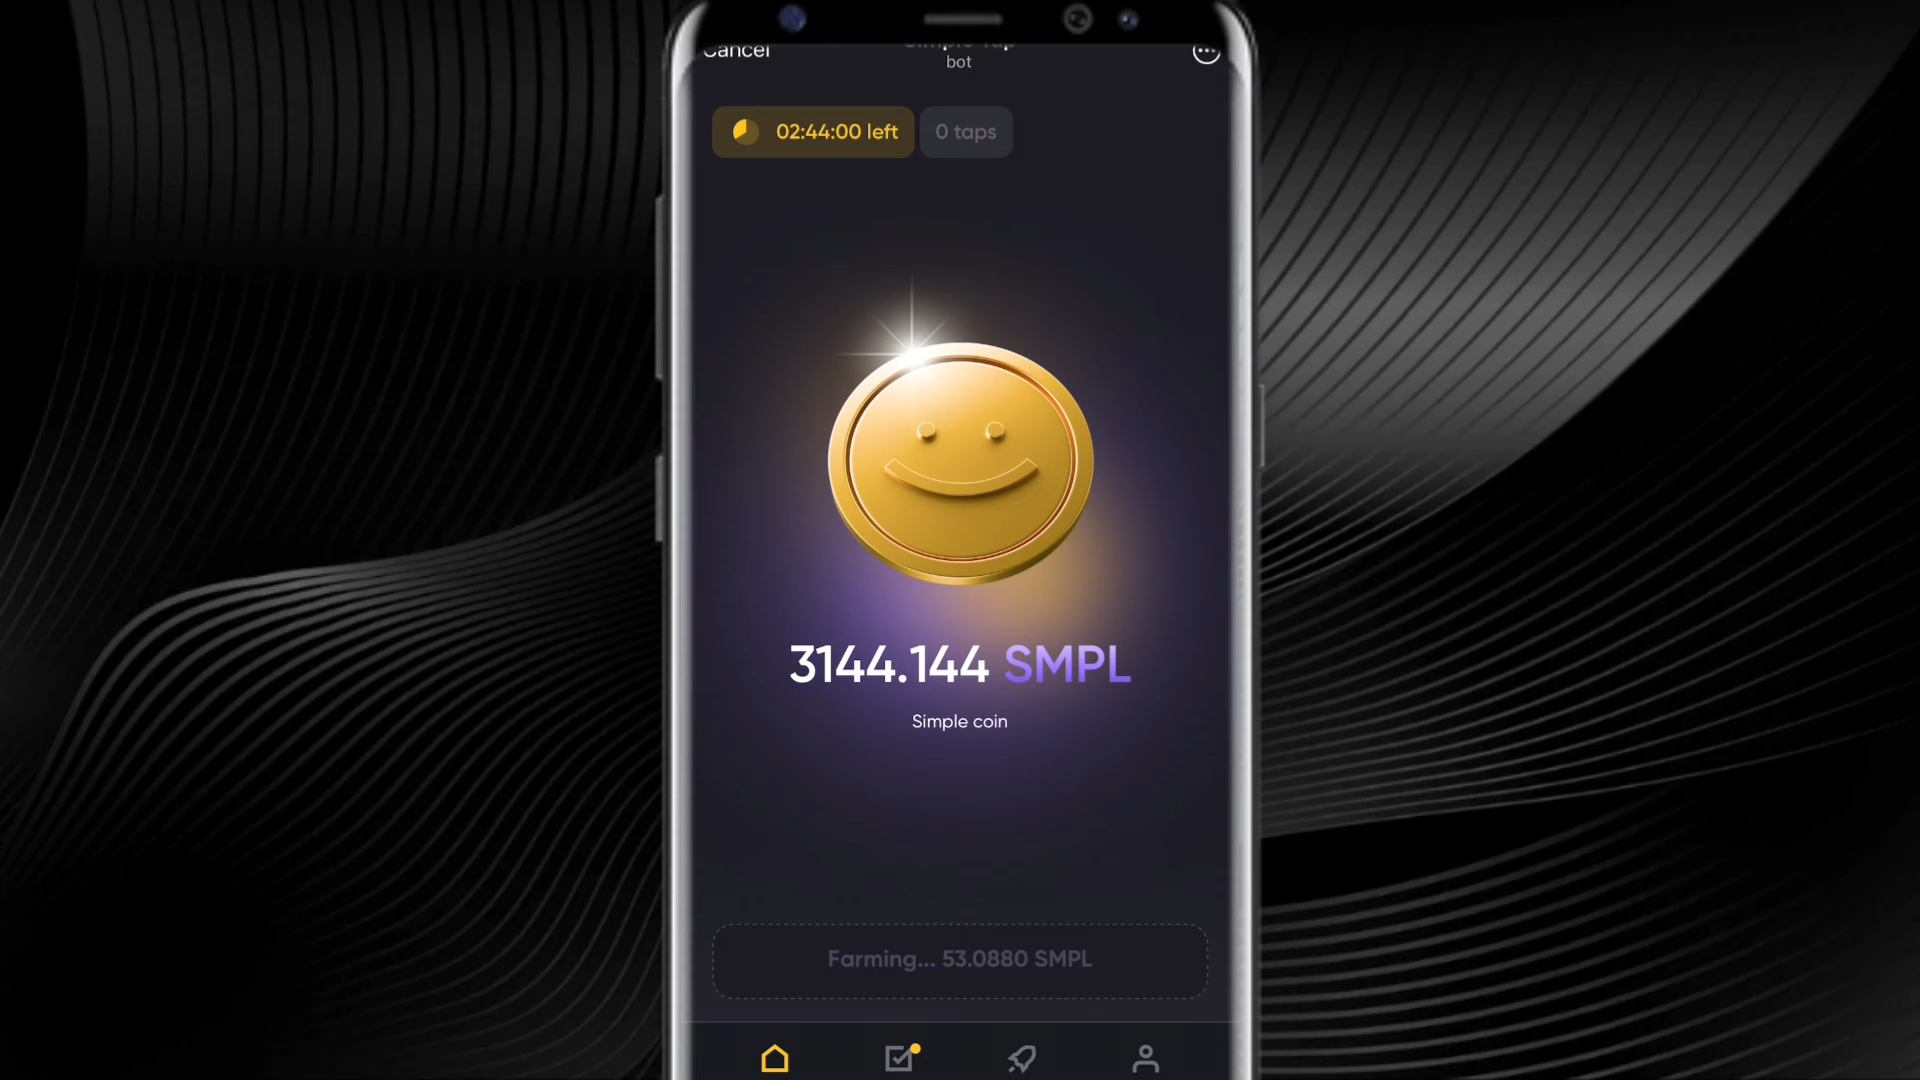 Cancel
bot
02:44:00 left
0 taps
3144.144 SMPL
Simple coin
Farming... 53.0880 SMPL